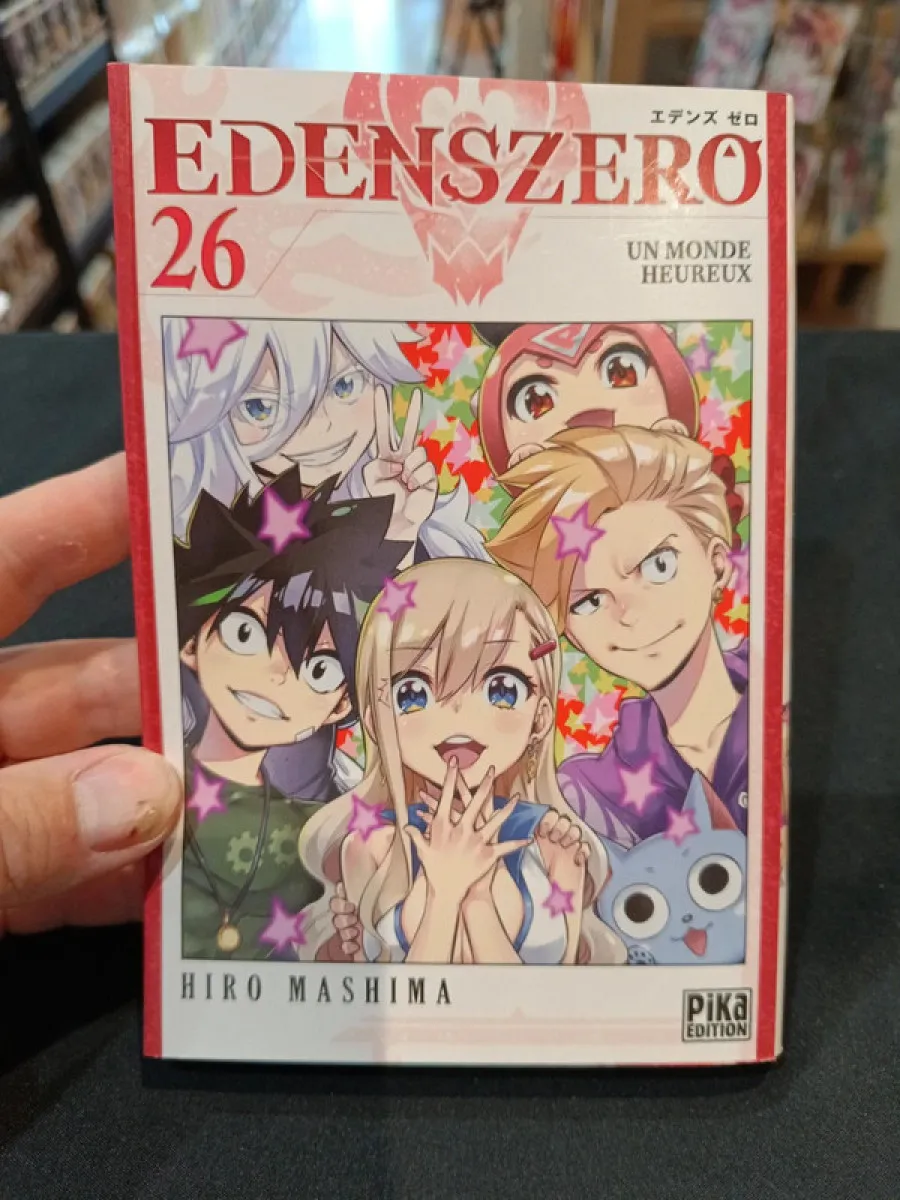 エデンズ ゼロ
EDENSZERO
26
UN MONDE
HEUREUX
HIRO MASHIMA
PiKa
EDITION